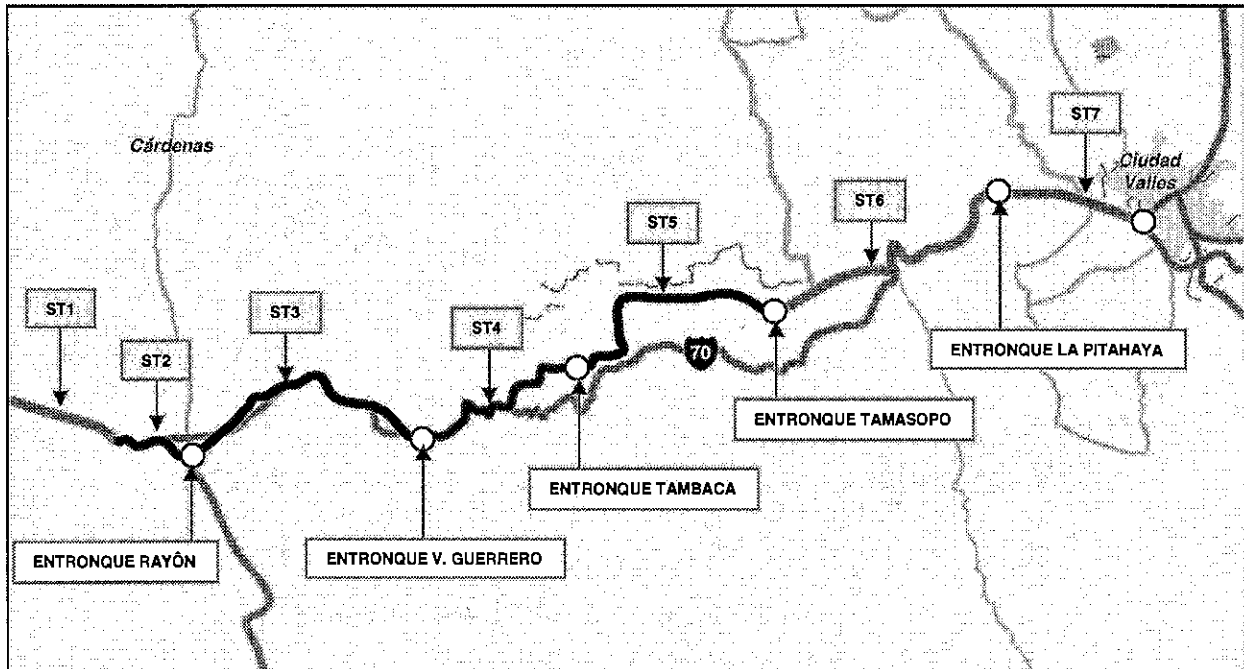 Cárdenas
ST7
Ciudad
Valles
ST6
ST5
ST1
ST3
ST4
ST2
70
ENTRONQUE LA PITAHAYA
ENTRONQUE TAMASOPO
ENTRONQUE TAMBACA
ENTRONQUE RAYÔN
ENTRONQUE V. GUERRERO